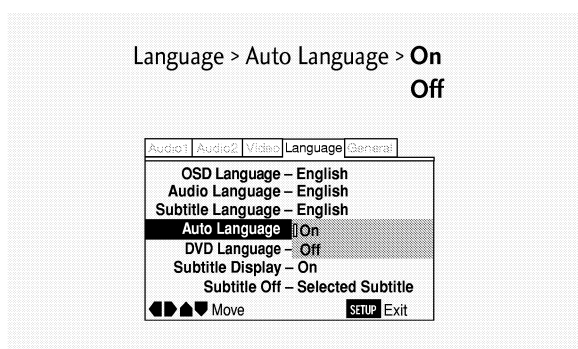 Language > Auto Language > On
Off
Audio1 Audio2 Video Language General
OSD Language – English
Audio Language – English
Subtitle Language – English
Auto Language On
DVD Language – Off
Subtitle Display – On
Subtitle Off – Selected Subtitle
Move SETUP Exit